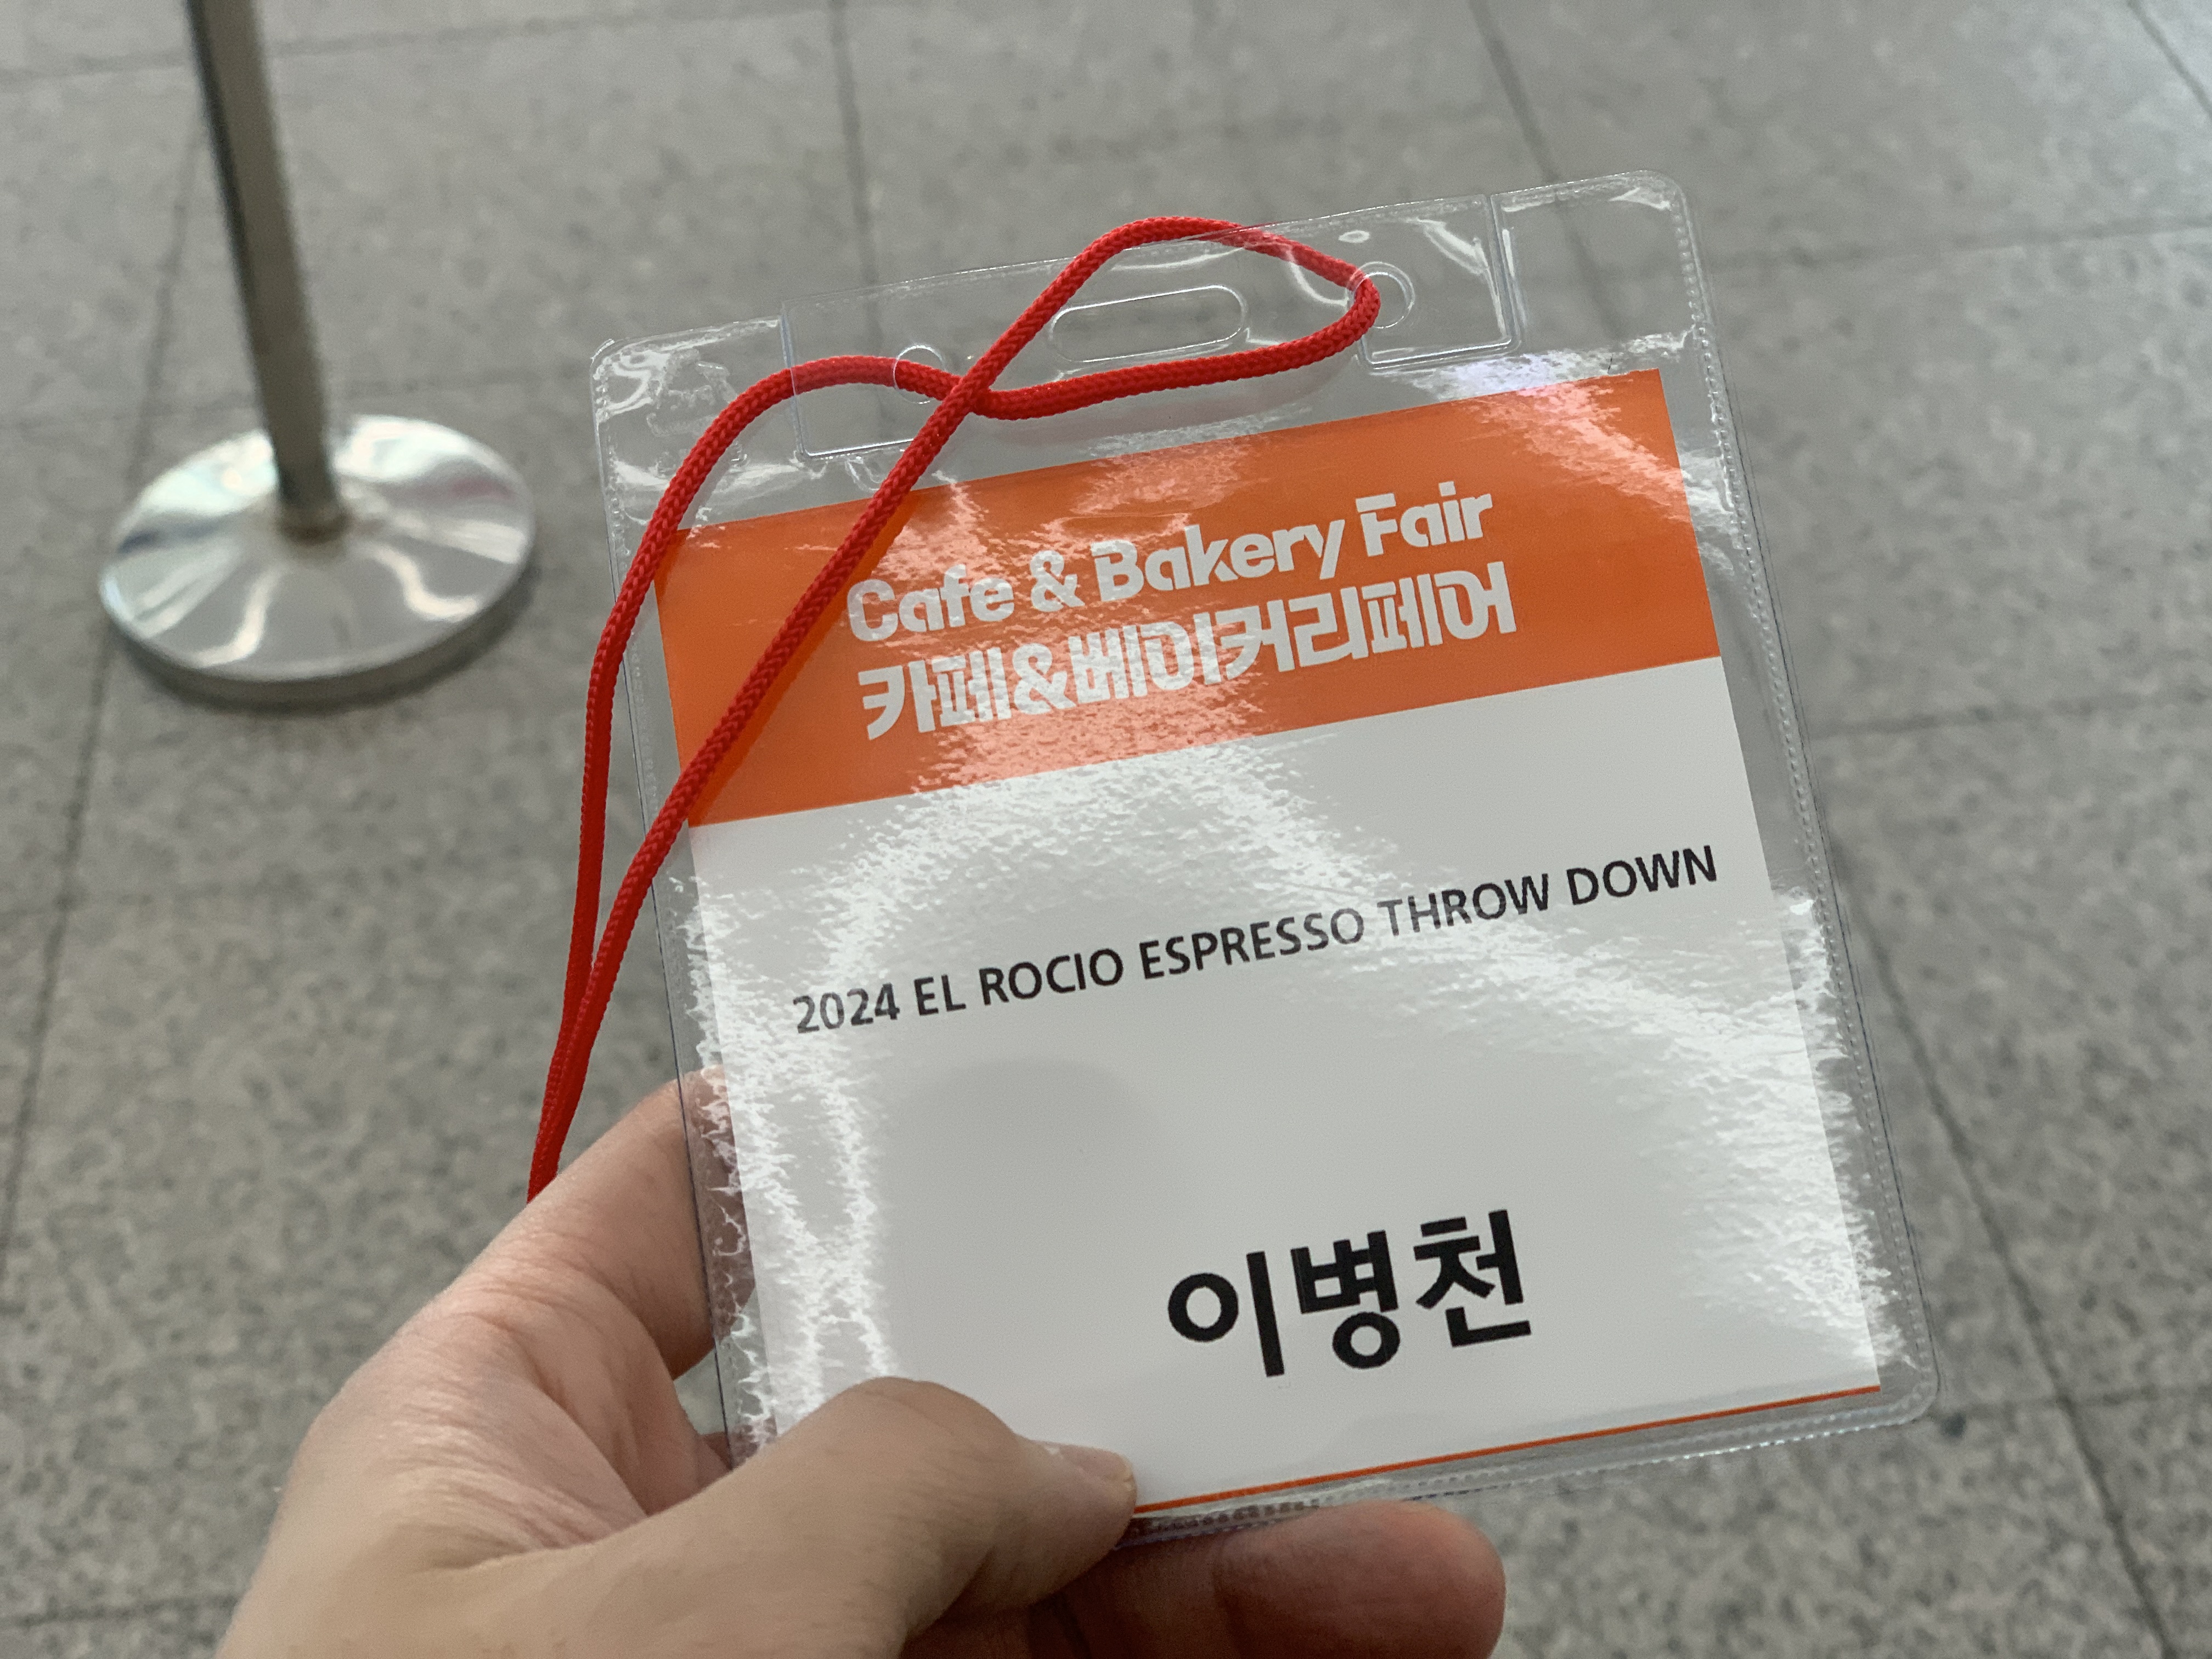 Cafe & Bakery Fair
카페&베이커리페어
2024 EL ROCIO ESPRESSO THROW DOWN
이병천